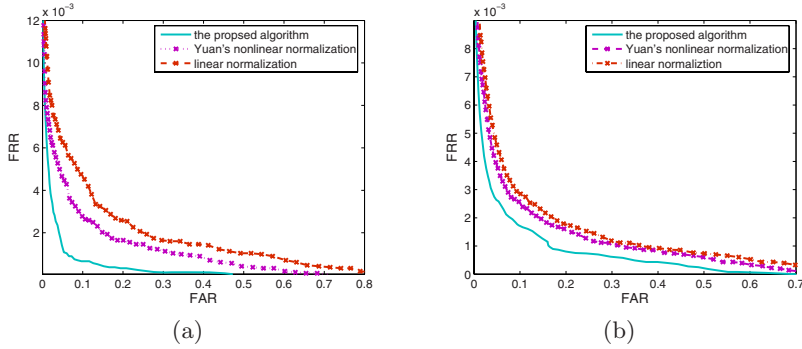 x 10⁻³
12
10
8
6
4
2
0
0.1
0.2
0.3
0.4
0.5
0.6
0.7
0.8
FRR
FAR
the propsed algorithm
Yuan's nonlinear normalization
linear normalization
(a)
x 10⁻³
9
8
7
6
5
4
3
2
1
0
0
0.1
0.2
0.3
0.4
0.5
0.6
0.7
FRR
FAR
the proposed algorithm
Yuan's nonlinear normalization
linear normaliztion
(b)